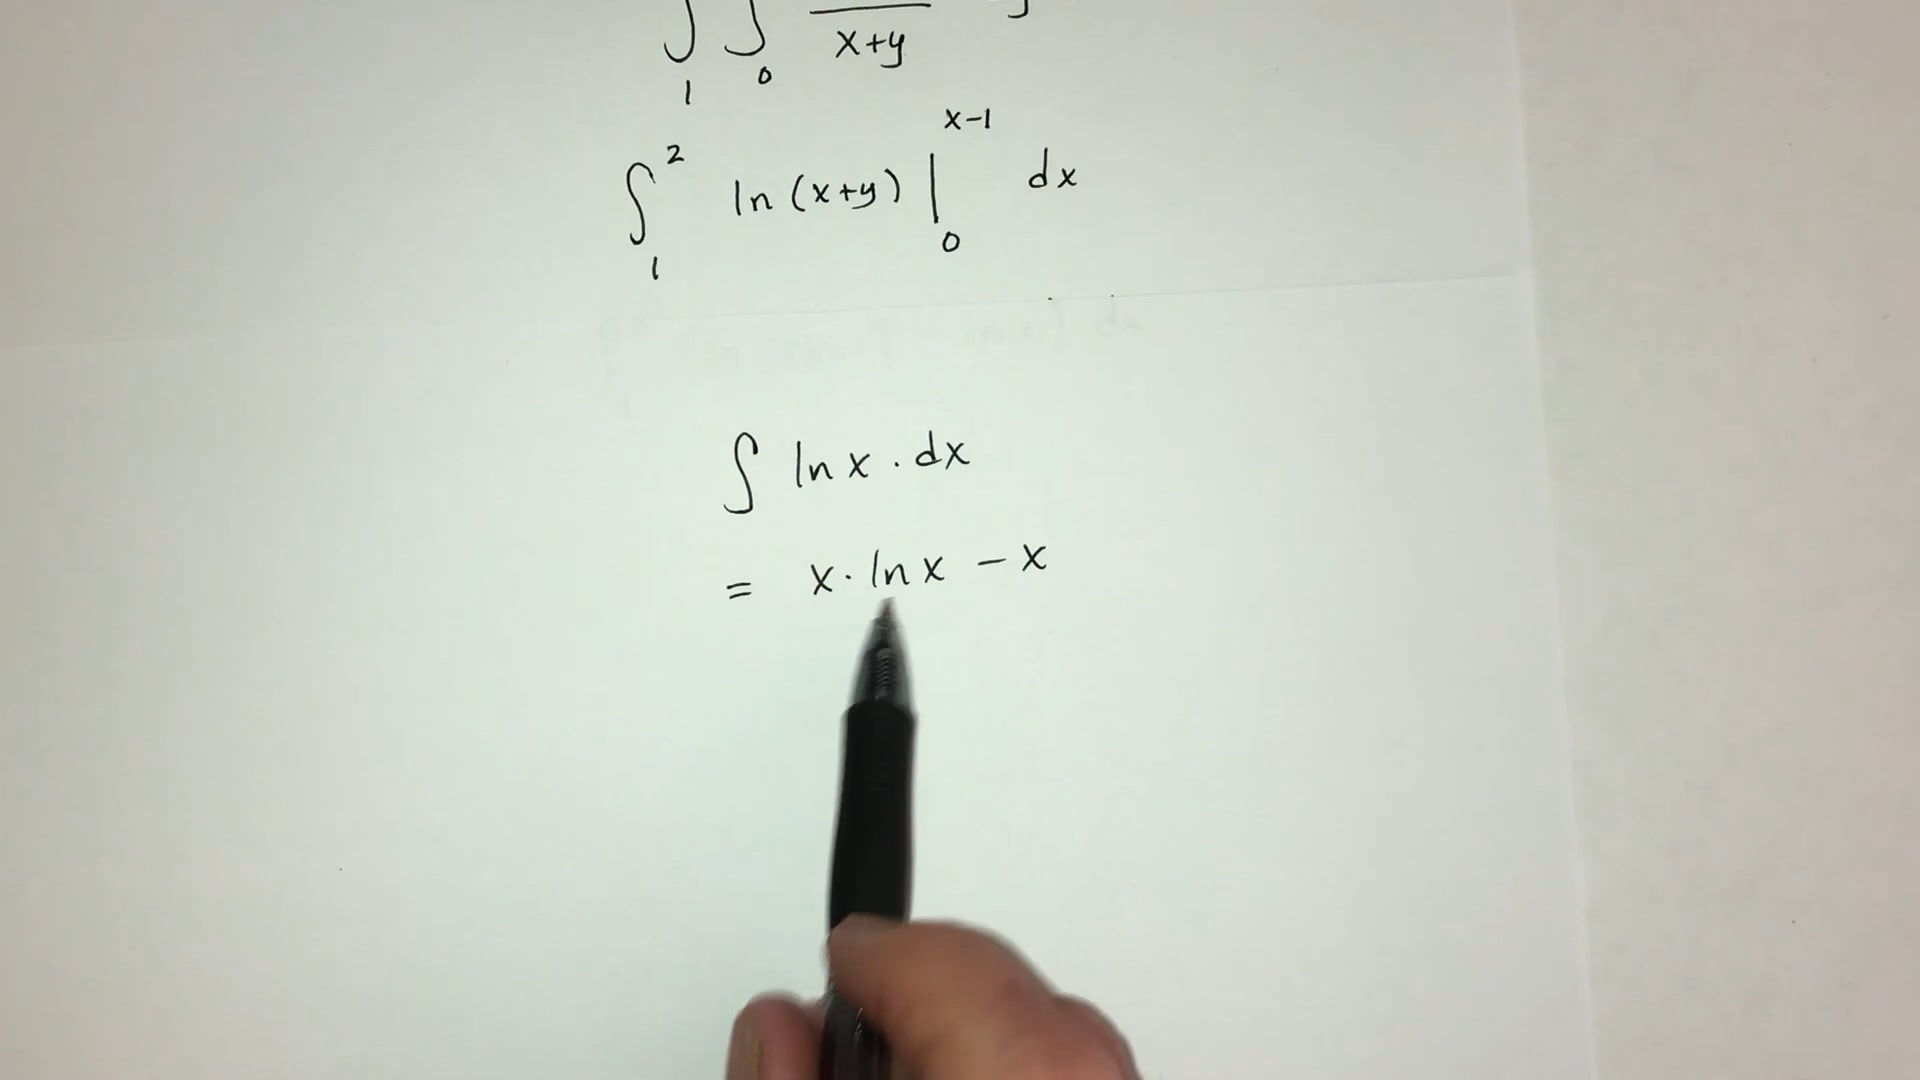 ∫ ∫ x+y
1 0
x-1
∫ 2 ln (x+y) | dx
1 0
∫ ln x · dx
= x · ln x - x